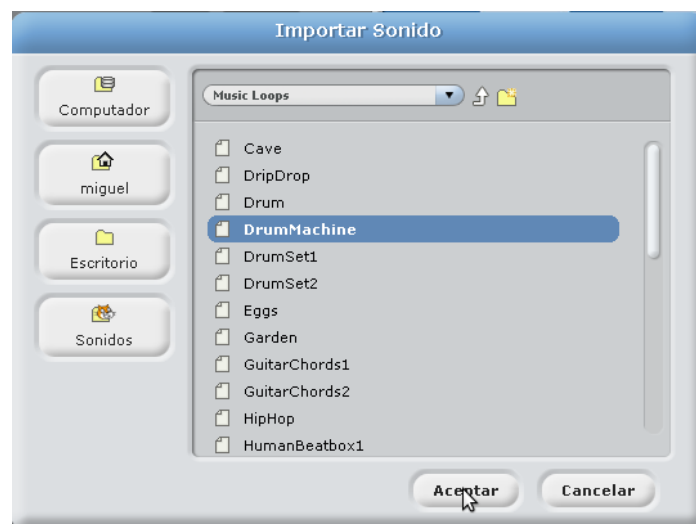 Importar Sonido
Computador
miguel
Escritorio
Sonidos
Music Loops
Cave
DripDrop
Drum
DrumMachine
DrumSet1
DrumSet2
Eggs
Garden
GuitarChords1
GuitarChords2
HipHop
HumanBeatbox1
Aceptar
Cancelar